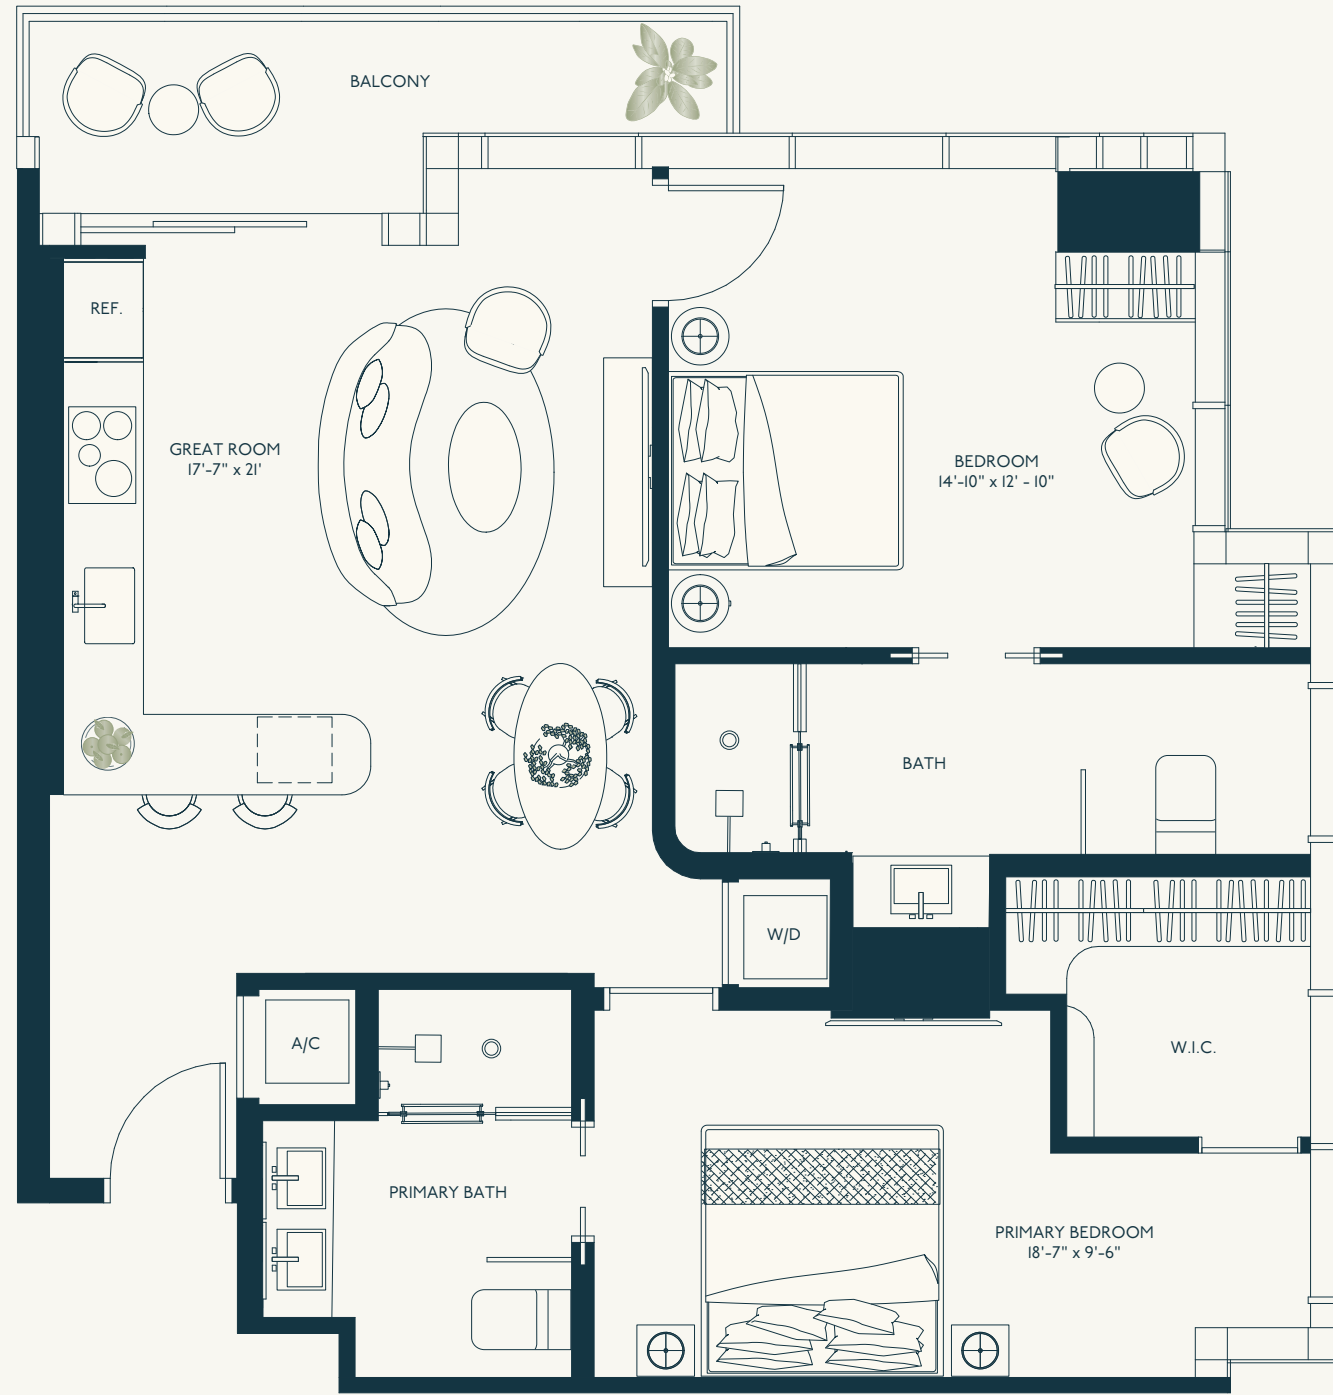 BALCONY
REF.
GREAT ROOM
17'-7" x 21'
BEDROOM
14'-10" x 12' - 10"
BATH
W/D
A/C
W.I.C.
PRIMARY BATH
PRIMARY BEDROOM
18'-7" x 9'-6"